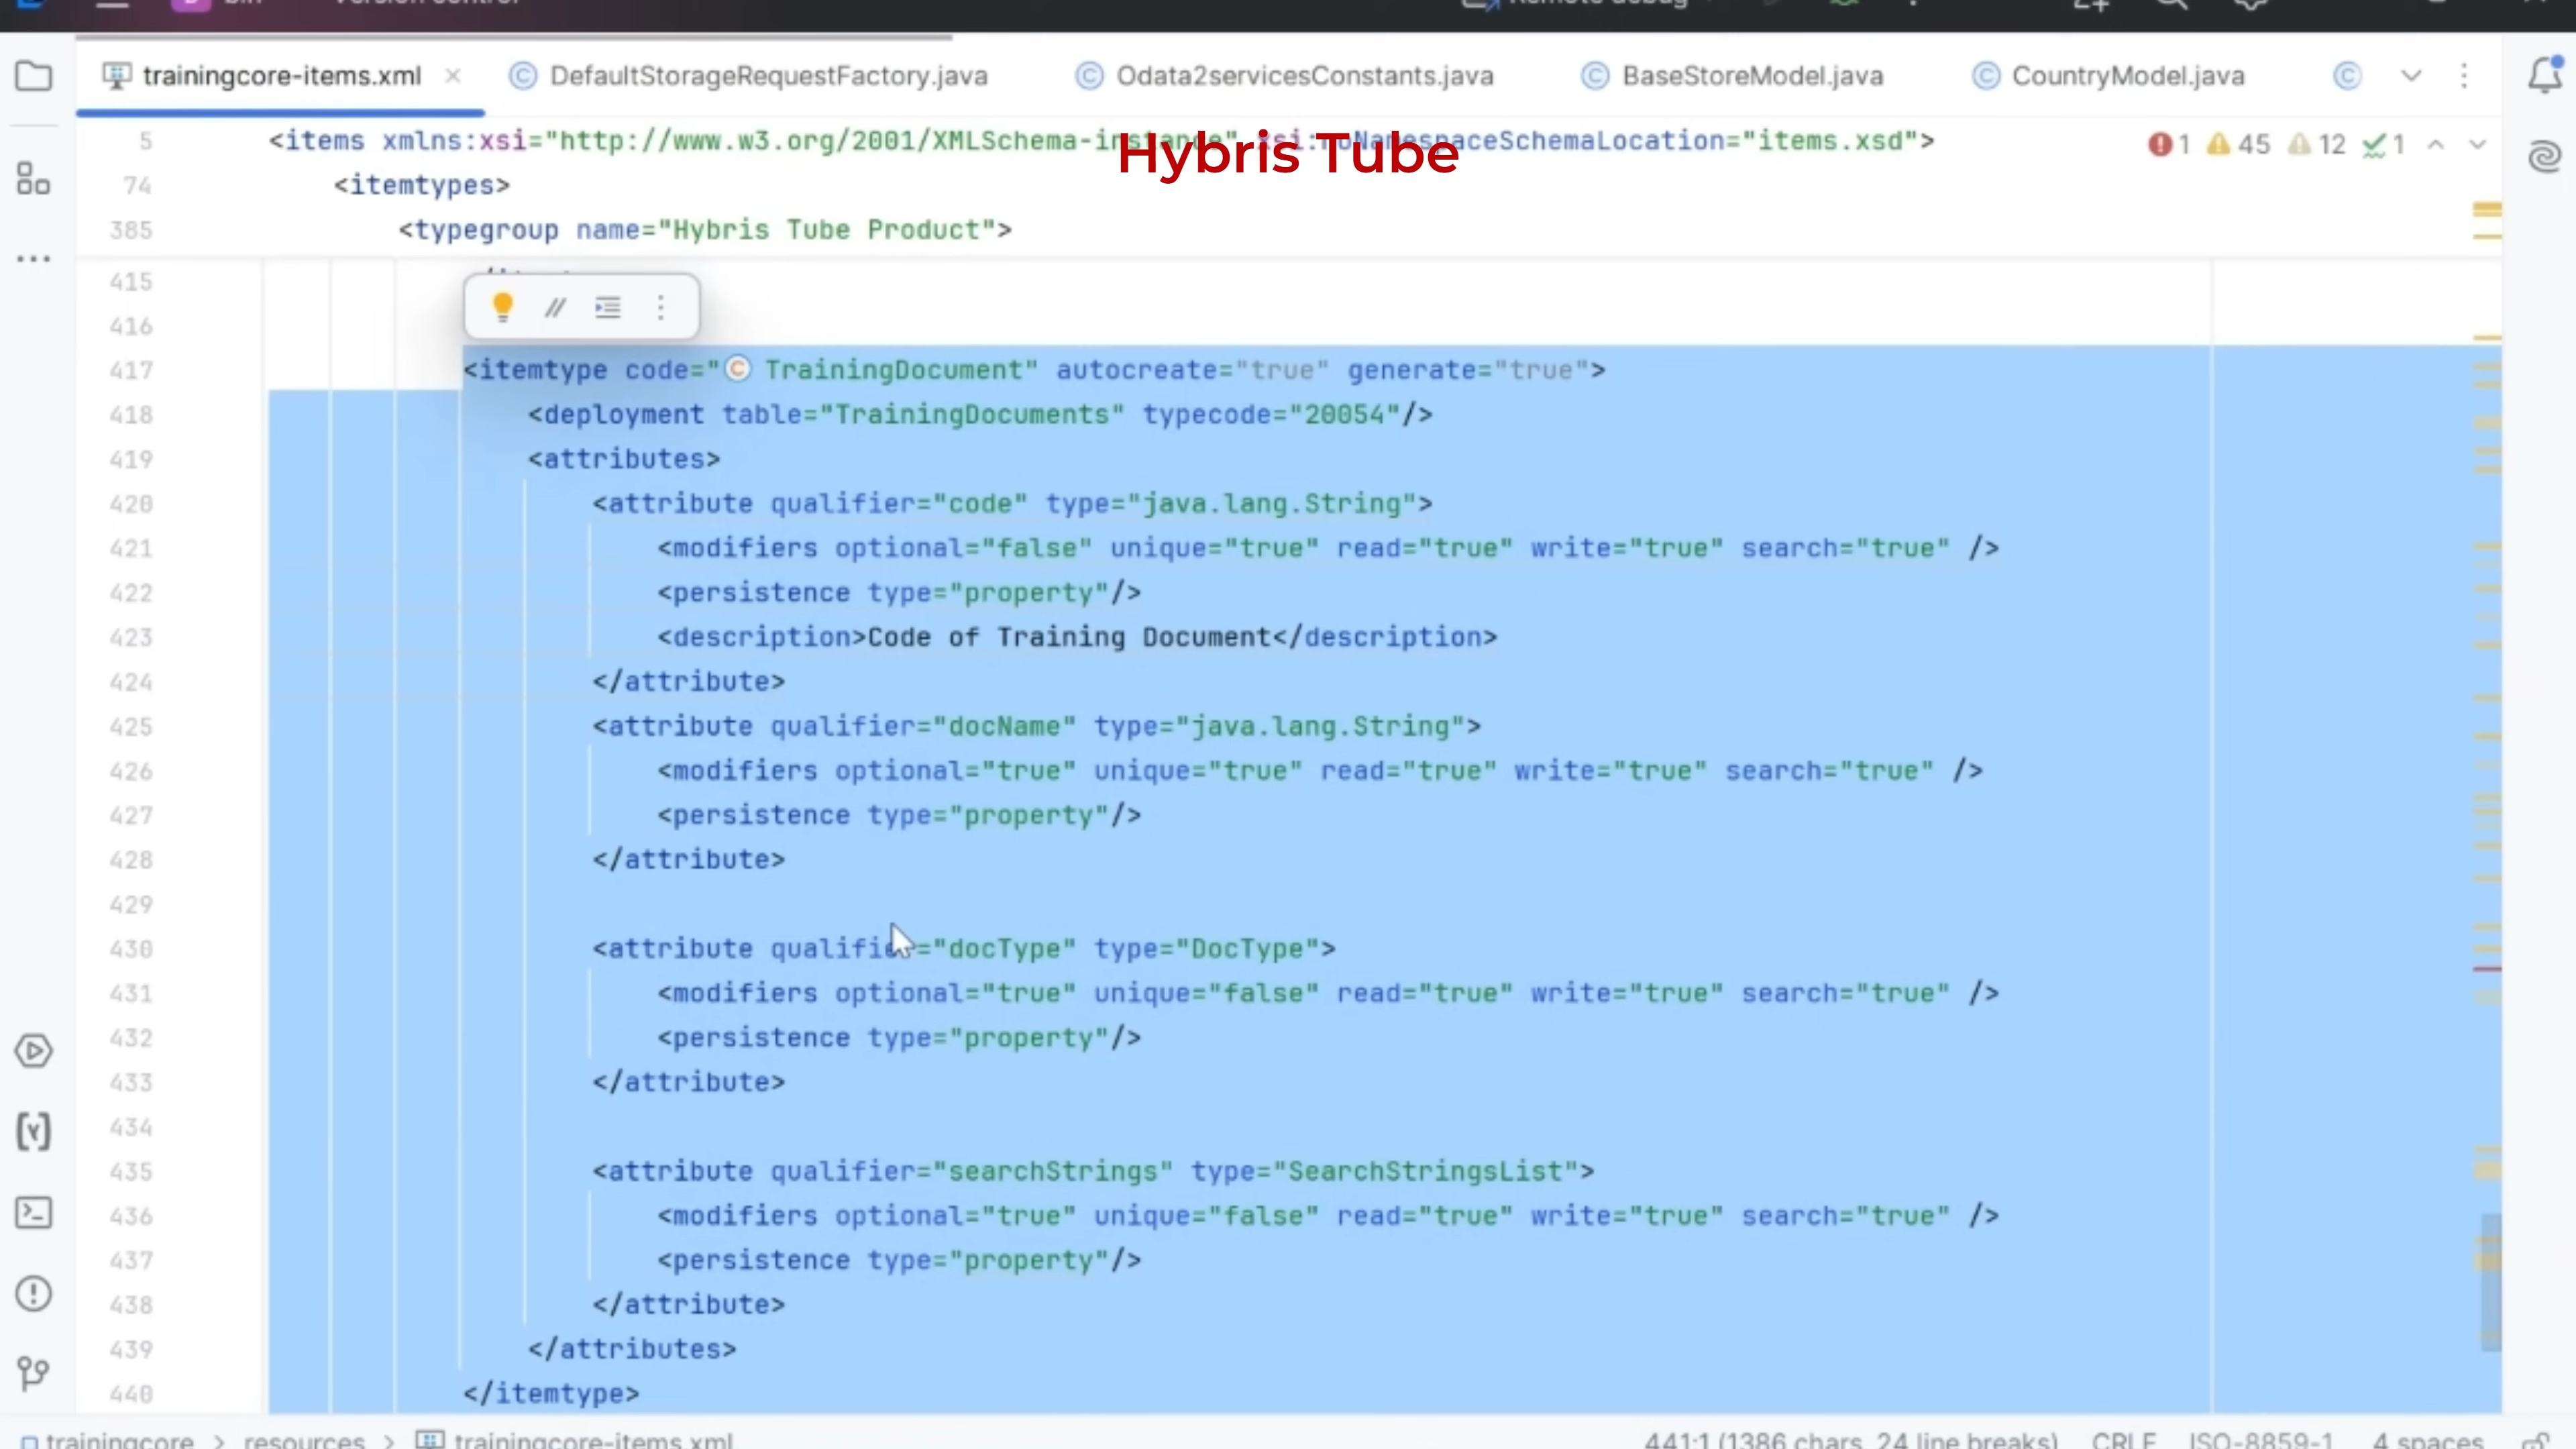 trainingcore-items.xml DefaultStorageRequestFactory.java Odata2servicesConstants.java BaseStoreModel.java CountryModel.java
5 <items xmlns:xsi="http://www.w3.org/2001/XMLSchema-instance" xsi:noNamespaceSchemaLocation="items.xsd"> 1 45 12 1
Hybris Tube
74 <itemtypes>
385 <typegroup name="Hybris Tube Product">
415
416
417 <itemtype code="TrainingDocument" autocreate="true" generate="true">
418 <deployment table="TrainingDocuments" typecode="20054"/>
419 <attributes>
420 <attribute qualifier="code" type="java.lang.String">
421 <modifiers optional="false" unique="true" read="true" write="true" search="true" />
422 <persistence type="property"/>
423 <description>Code of Training Document</description>
424 </attribute>
425 <attribute qualifier="docName" type="java.lang.String">
426 <modifiers optional="true" unique="true" read="true" write="true" search="true" />
427 <persistence type="property"/>
428 </attribute>
429
430 <attribute qualifier="docType" type="DocType">
431 <modifiers optional="true" unique="false" read="true" write="true" search="true" />
432 <persistence type="property"/>
433 </attribute>
434
435 <attribute qualifier="searchStrings" type="SearchStringsList">
436 <modifiers optional="true" unique="false" read="true" write="true" search="true" />
437 <persistence type="property"/>
438 </attribute>
439 </attributes>
440 </itemtype>
trainingcore > resources > trainingcore-items.xml 441:1 (1386 chars, 24 line breaks) CRLF ISO-8859-1 4 spaces